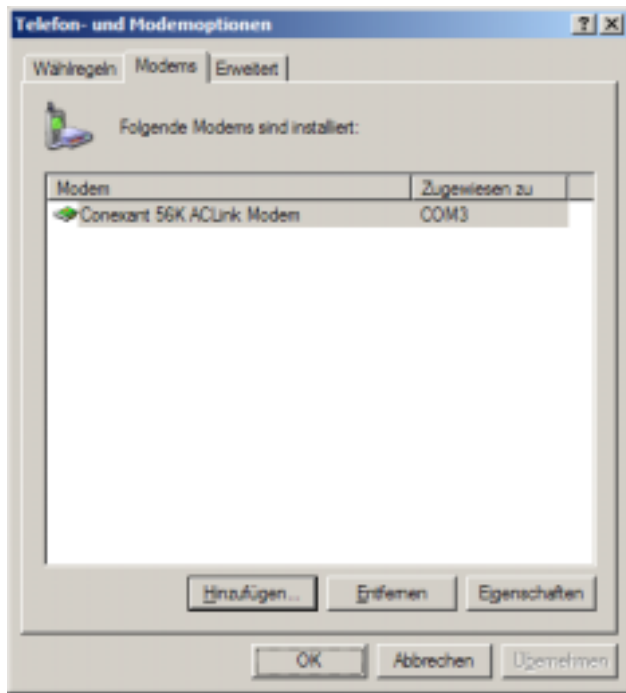 Telefon- und Modemoptionen
Wählregeln Modems Erweitert
Folgende Modems sind installiert:
Modem Zugewiesen zu
Conexant 56K ACLink Modem COM3
Hinzufügen... Entfernen Eigenschaften
OK Abbrechen Übernehmen